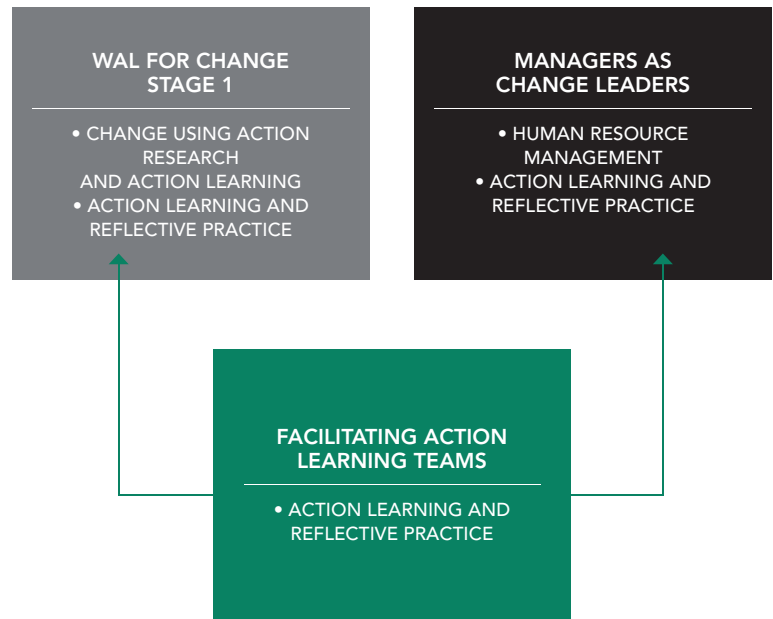 WAL FOR CHANGE
STAGE 1
• CHANGE USING ACTION
RESEARCH
AND ACTION LEARNING
• ACTION LEARNING AND
REFLECTIVE PRACTICE
MANAGERS AS
CHANGE LEADERS
• HUMAN RESOURCE
MANAGEMENT
• ACTION LEARNING AND
REFLECTIVE PRACTICE
FACILITATING ACTION
LEARNING TEAMS
• ACTION LEARNING AND
REFLECTIVE PRACTICE